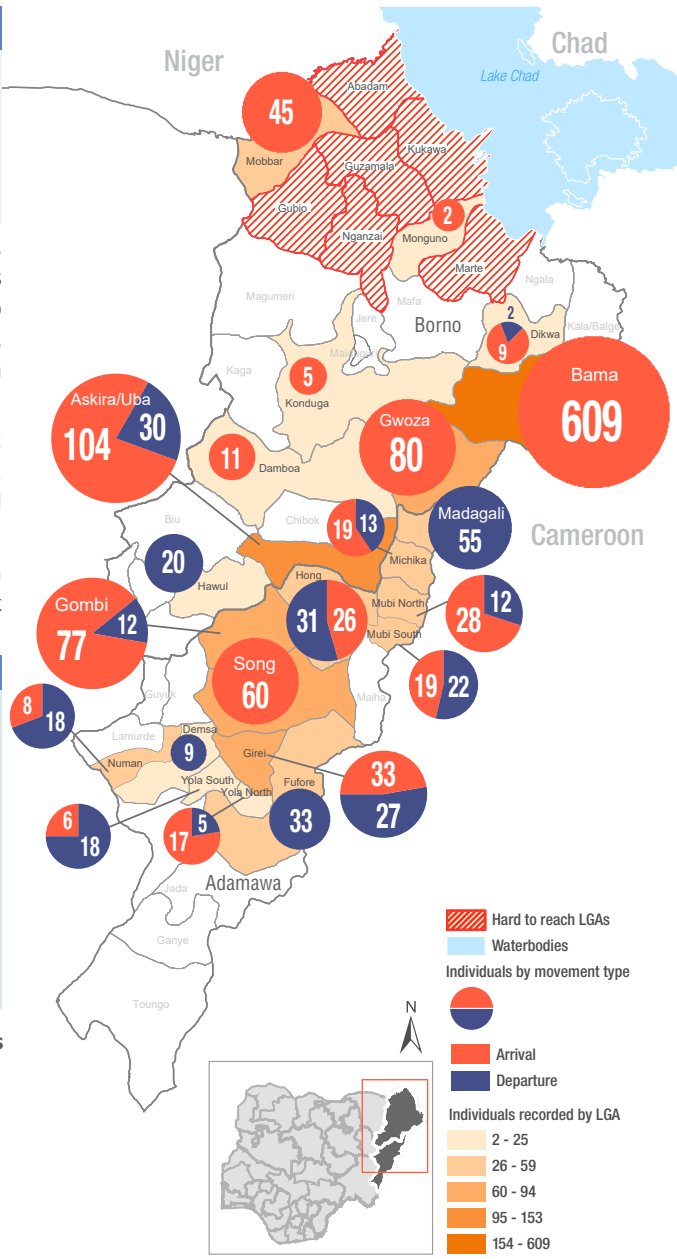 Niger
Chad
Lake Chad
Abadam
45
Kukawa
Mobbar
Guzamala
Gubio
2
Nganzai
Monguno
Marte
Ngala
Magumeri
Mafa
Jere
Borno
2
Dikwa
Kala/Balge
9
Kaga
5
Konduga
Bama
609
Askira/Uba
104
30
Gwoza
80
11
Damboa
Biu
Chibok
19
13
Madagali
55
Cameroon
Michika
20
Hawul
Hong
Mubi North
12
28
Gombi
12
77
31
26
Mubi South
Song
60
19
22
Guyuk
Maiha
8
18
Lamurde
Demsa
9
Numan
Girei
33
27
Yola South
Yola North
Fufore
33
6
18
5
17
Adamawa
Jada
Ganye
Toungo
Hard to reach LGAs
Waterbodies
Individuals by movement type
N
Arrival
Departure
Individuals recorded by LGA
2 - 25
26 - 59
60 - 94
95 - 153
154 - 609